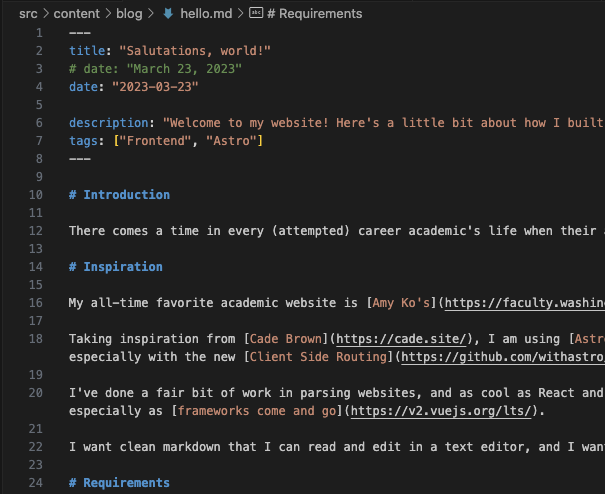 src > content > blog > hello.md > # Requirements
1 ---
2 title: "Salutations, world!"
3 # date: "March 23, 2023"
4 date: "2023-03-23"
5
6 description: "Welcome to my website! Here's a little bit about how I built
7 tags: ["Frontend", "Astro"]
8 ---
9
10 # Introduction
11
12 There comes a time in every (attempted) career academic's life when their
13
14 # Inspiration
15
16 My all-time favorite academic website is [Amy Ko's](https://faculty.washin
17
18 Taking inspiration from [Cade Brown](https://cade.site/), I am using [Astr
especially with the new [Client Side Routing](https://github.com/withastro
19
20 I've done a fair bit of work in parsing websites, and as cool as React and
especially as [frameworks come and go](https://v2.vuejs.org/lts/).
21
22 I want clean markdown that I can read and edit in a text editor, and I wan
23
24 # Requirements